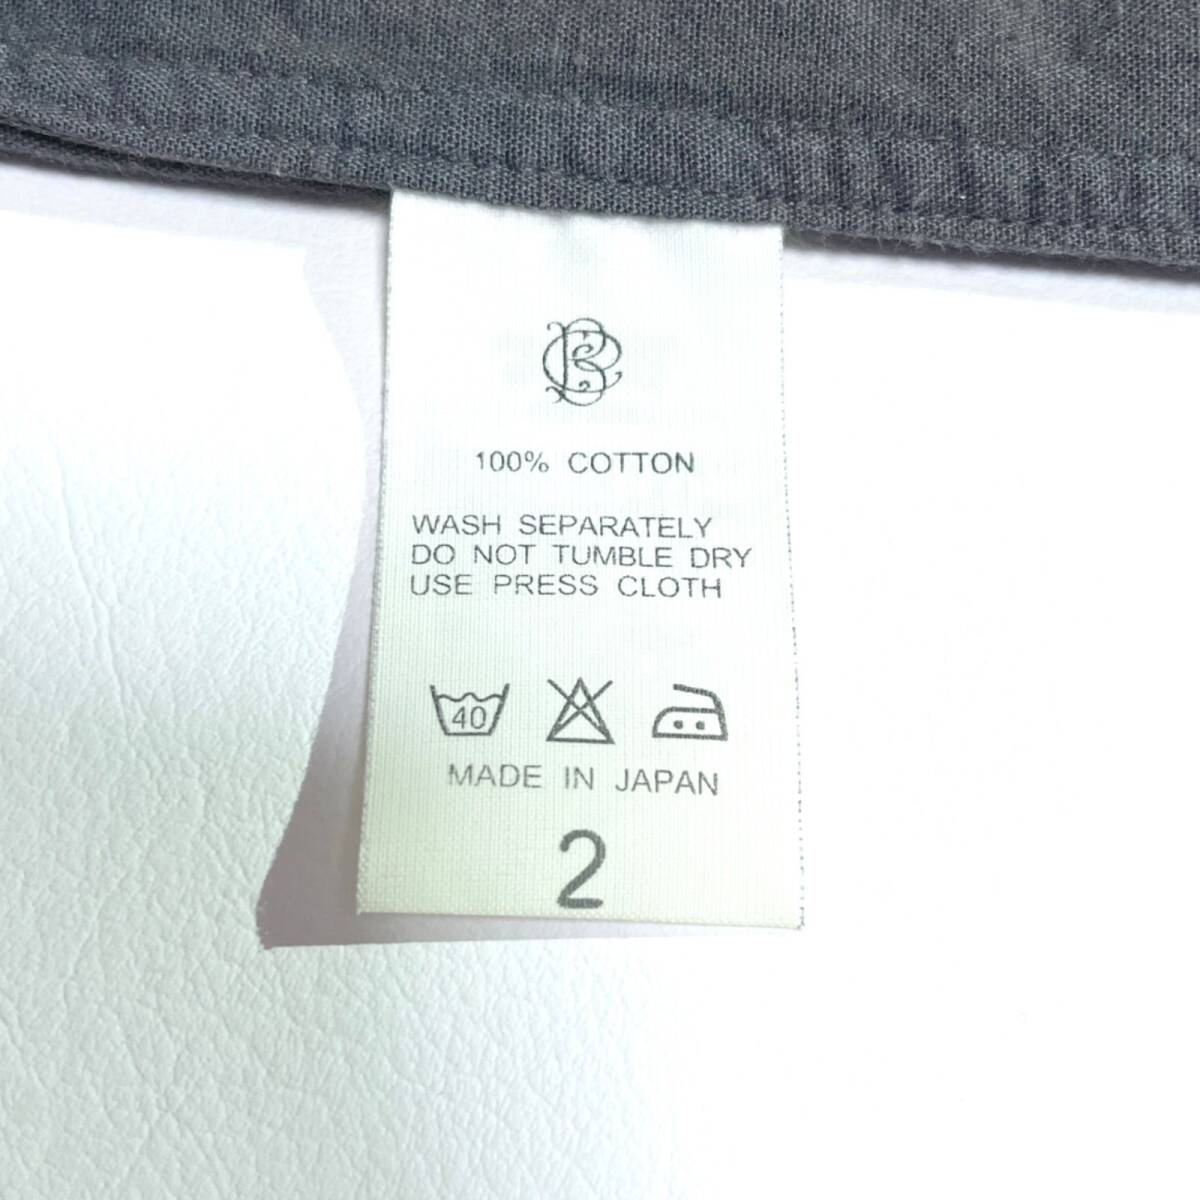 100% COTTON
WASH SEPARATELY
DO NOT TUMBLE DRY
USE PRESS CLOTH
40
MADE IN JAPAN
2